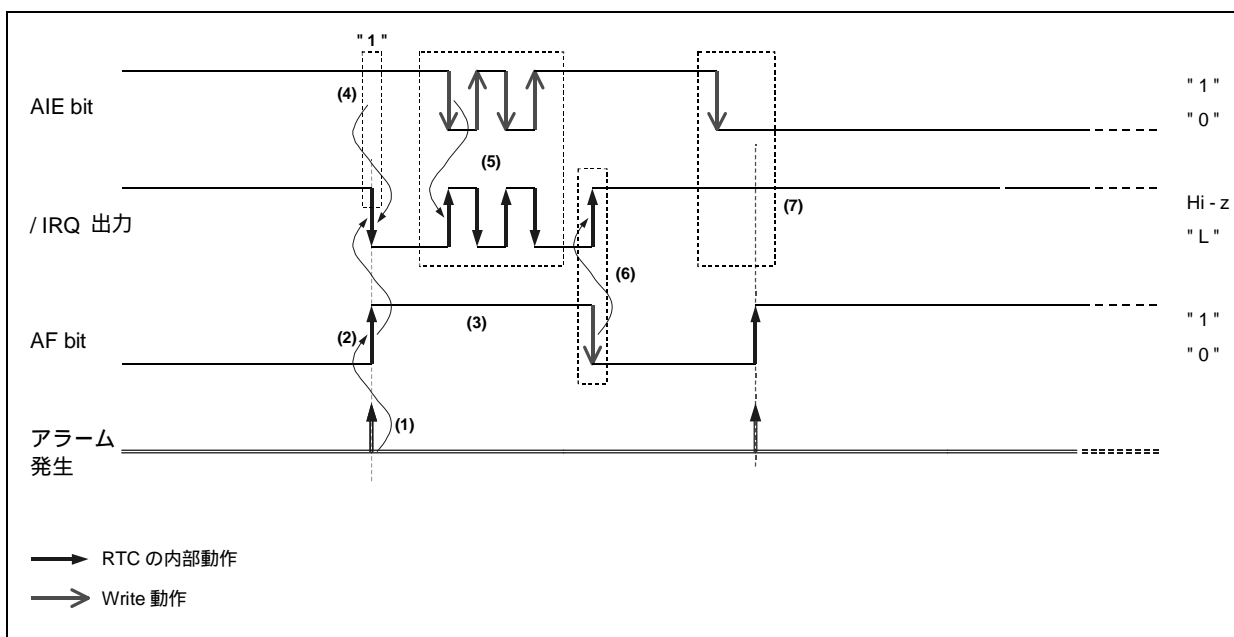 " 1 "
AIE bit
(4)
(5)
" 1 "
" 0 "
/ IRQ 出力
(7)
Hi - z
" L "
(6)
AF bit
(2)
(3)
" 1 "
" 0 "
(1)
アラーム
発生
RTC の内部動作
Write 動作